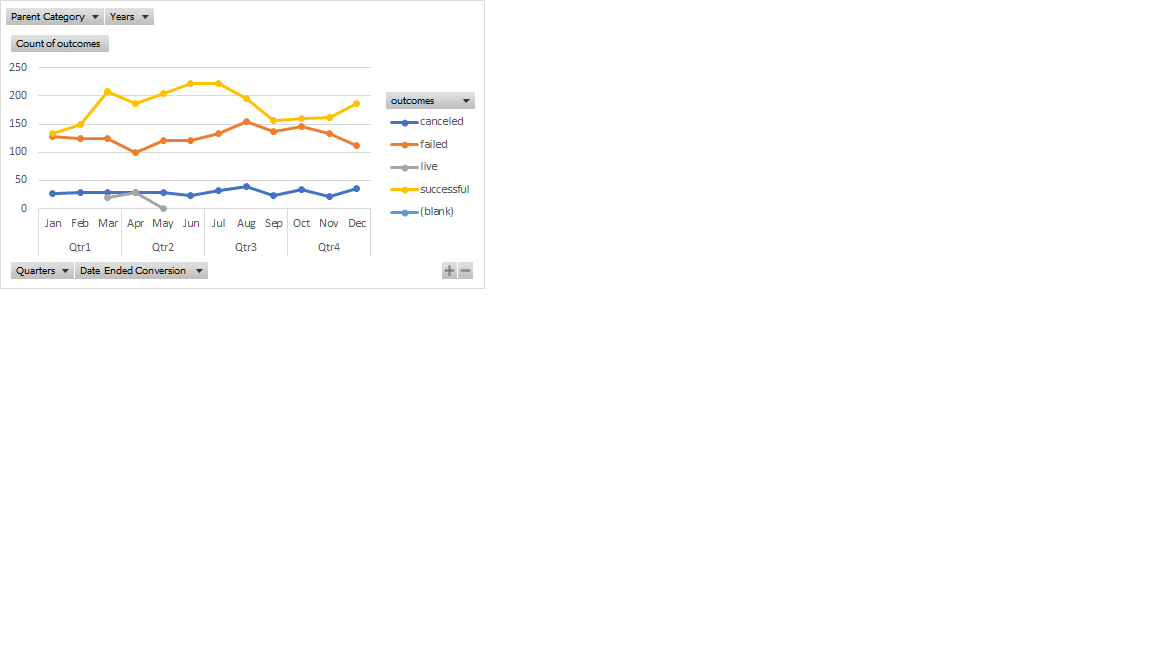 Parent Category Years
Count of outcomes
250
200
150
100
50
0
Jan Feb Mar Apr May Jun Jul Aug Sep Oct Nov Dec
Qtr1 Qtr2 Qtr3 Qtr4
outcomes
canceled
failed
live
successful
(blank)
Quarters Date Ended Conversion